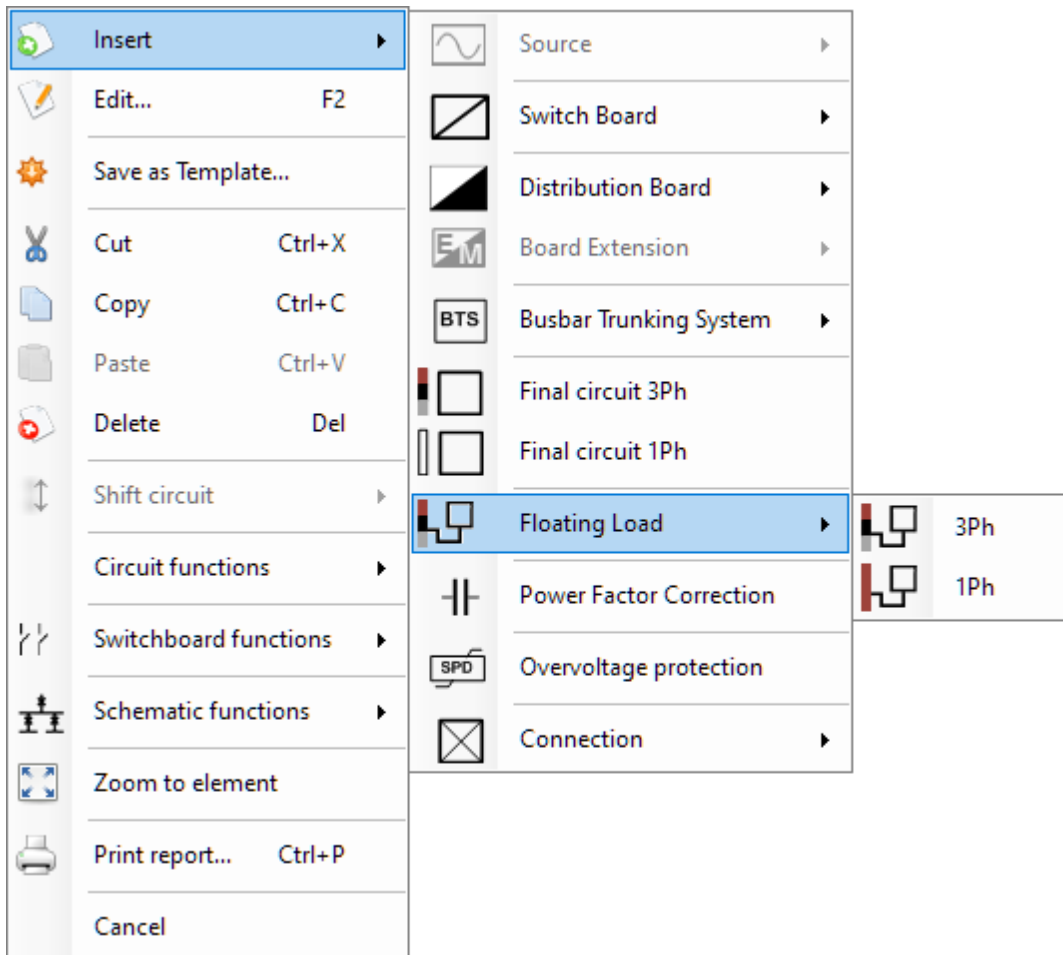 Insert
Edit... F2
Save as Template...
Cut Ctrl+X
Copy Ctrl+C
Paste Ctrl+V
Delete Del
Shift circuit
Circuit functions
Switchboard functions
Schematic functions
Zoom to element
Print report... Ctrl+P
Cancel
Source
Switch Board
Distribution Board
EM Board Extension
BTS Busbar Trunking System
Final circuit 3Ph
Final circuit 1Ph
Floating Load
Power Factor Correction
SPD Overvoltage protection
Connection
3Ph
1Ph